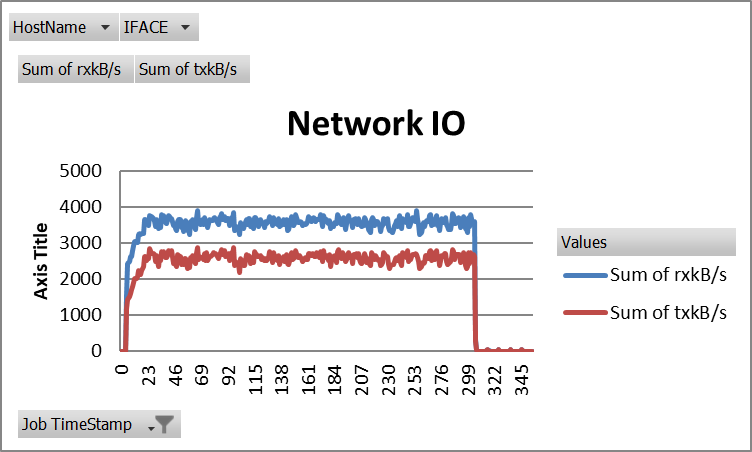 HostName IFACE
Sum of rxkB/s Sum of txkB/s
Network IO
5000
4000
3000
2000
1000
0
Axis Title
0 23 46 69 92 115 138 161 184 207 230 253 276 299 322 345
Values
Sum of rxkB/s
Sum of txkB/s
Job TimeStamp